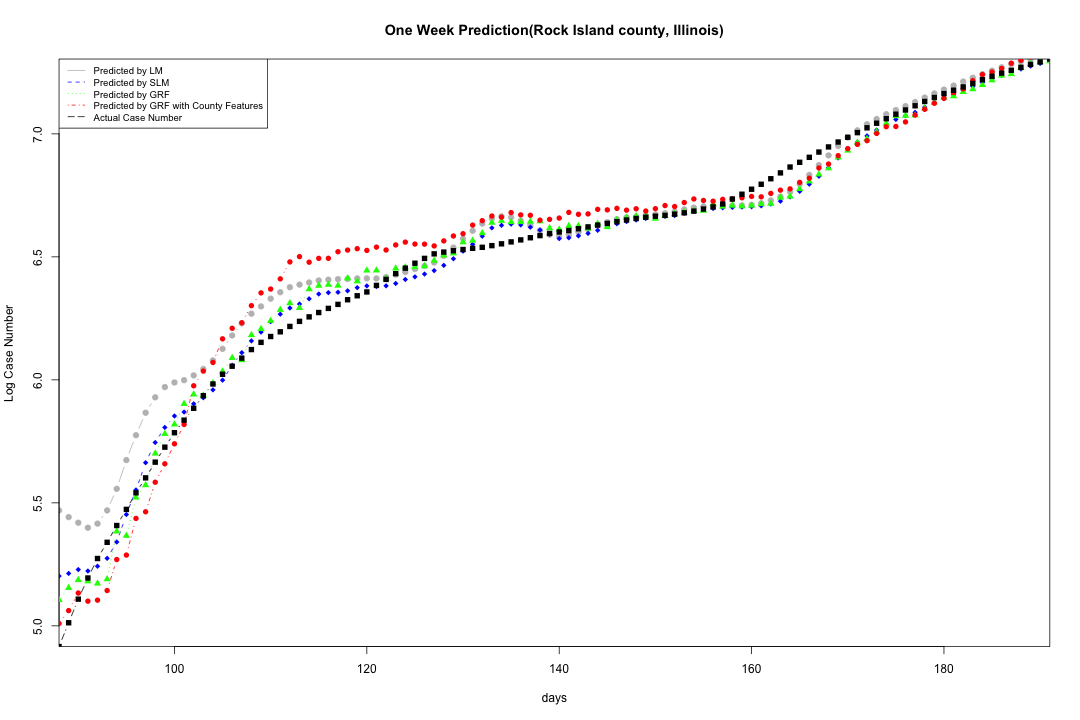 One Week Prediction(Rock Island county, Illinois)
Predicted by LM
Predicted by SLM
Predicted by GRF
Predicted by GRF with County Features
Actual Case Number
Log Case Number
7.0
6.5
6.0
5.5
5.0
100 120 140 160 180
days